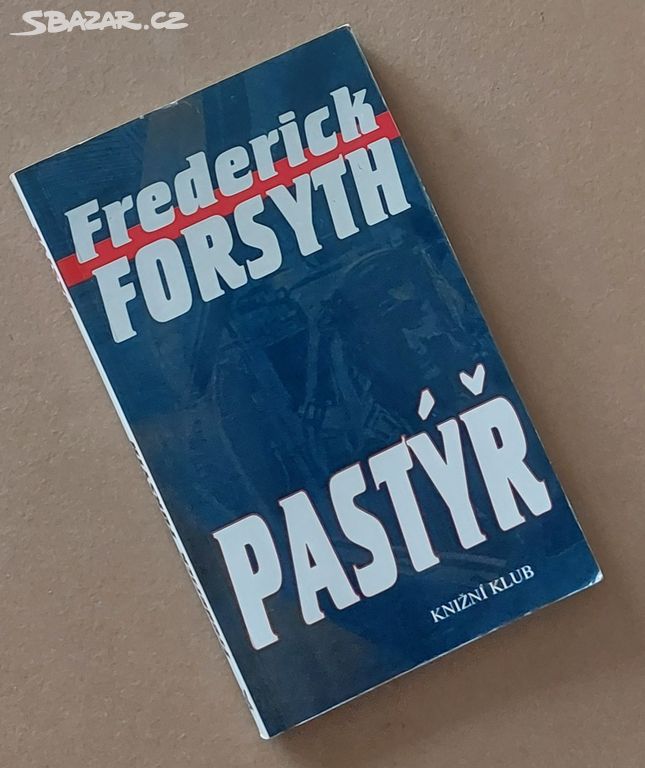 SBAZAR.CZ
Frederick
FORSYTH
PASTÝŘ
KNIŽNÍ KLUB